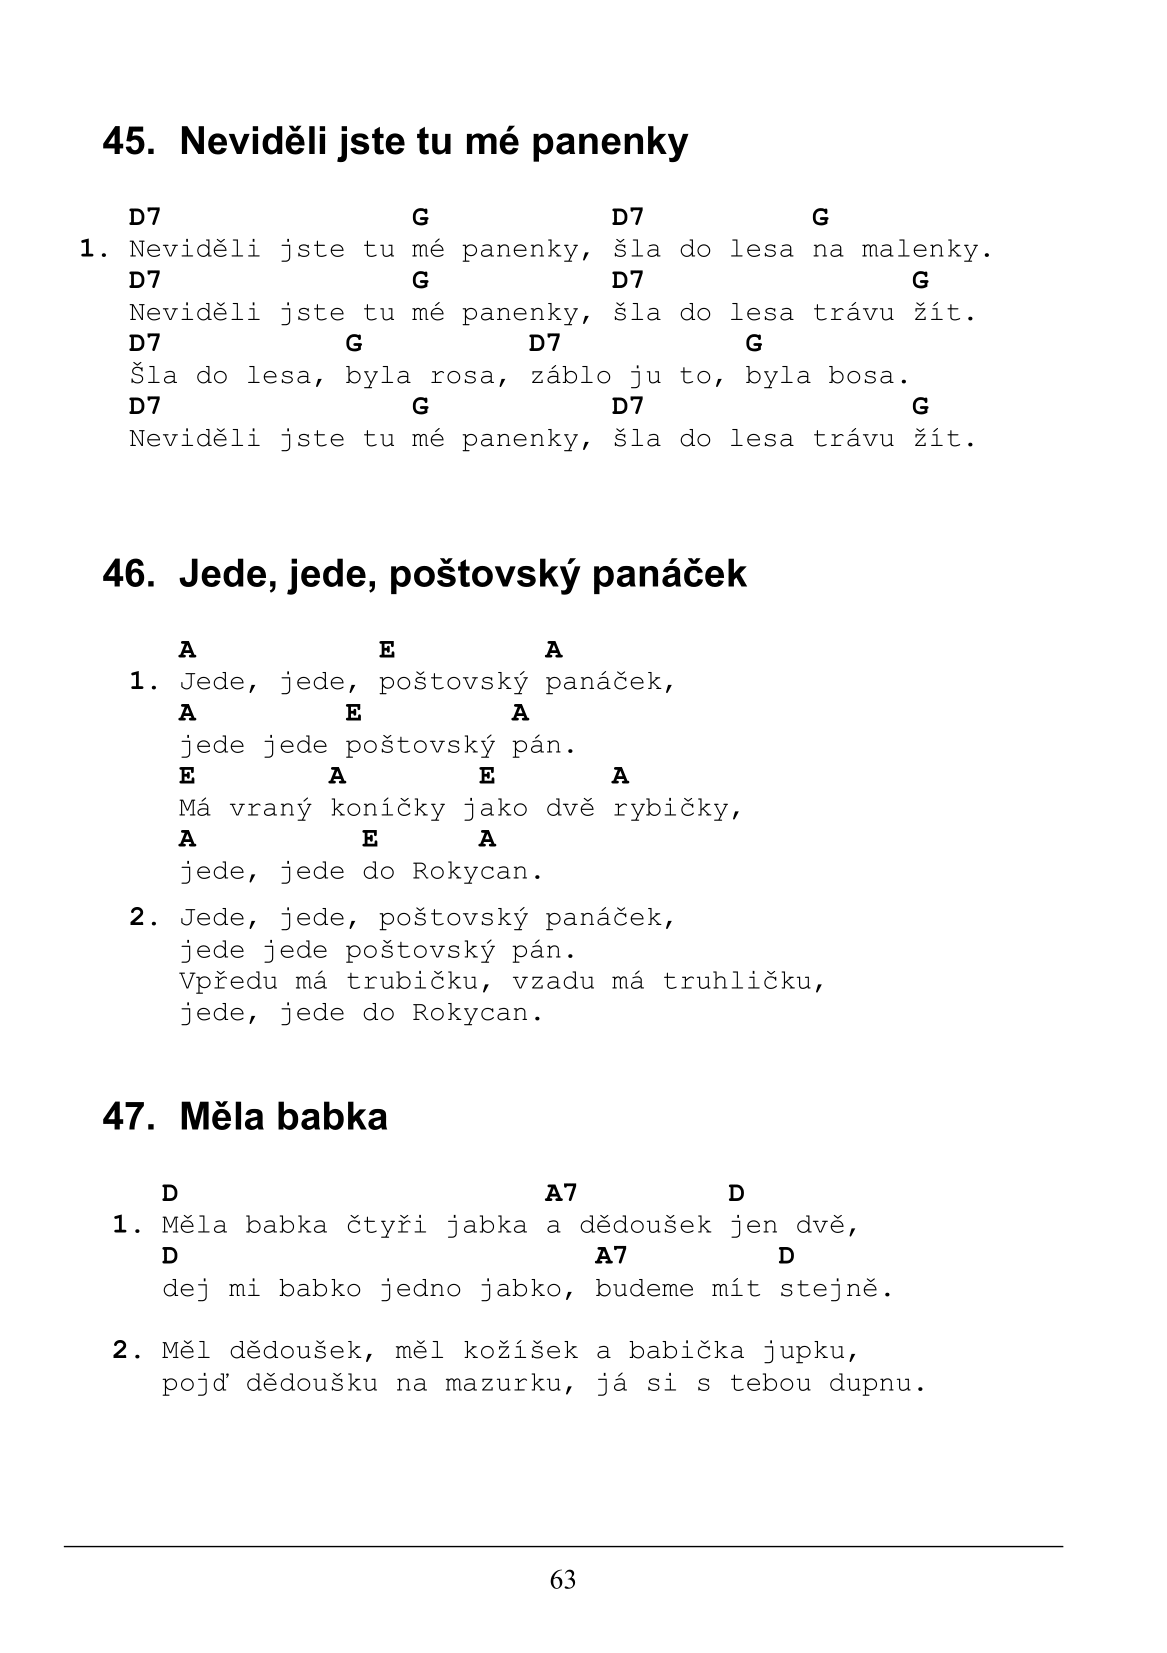 45. Neviděli jste tu mé panenky
D7 G D7 G
1. Neviděli jste tu mé panenky, šla do lesa na malenky.
D7 G D7 G
Neviděli jste tu mé panenky, šla do lesa trávu žít.
D7 G D7 G
Šla do lesa, byla rosa, záblo ju to, byla bosa.
D7 G D7 G
Neviděli jste tu mé panenky, šla do lesa trávu žít.
46. Jede, jede, poštovský panáček
A E A
1. Jede, jede, poštovský panáček,
A E A
jede jede poštovský pán.
E A E A
Má vraný koníčky jako dvě rybičky,
A E A
jede, jede do Rokycan.
2. Jede, jede, poštovský panáček,
jede jede poštovský pán.
Vpředu má trubičku, vzadu má truhličku,
jede, jede do Rokycan.
47. Měla babka
D A7 D
1. Měla babka čtyři jabka a dědoušek jen dvě,
D A7 D
dej mi babko jedno jabko, budeme mít stejně.
2. Měl dědoušek, měl kožíšek a babička jupku,
pojď dědoušku na mazurku, já si s tebou dupnu.
63